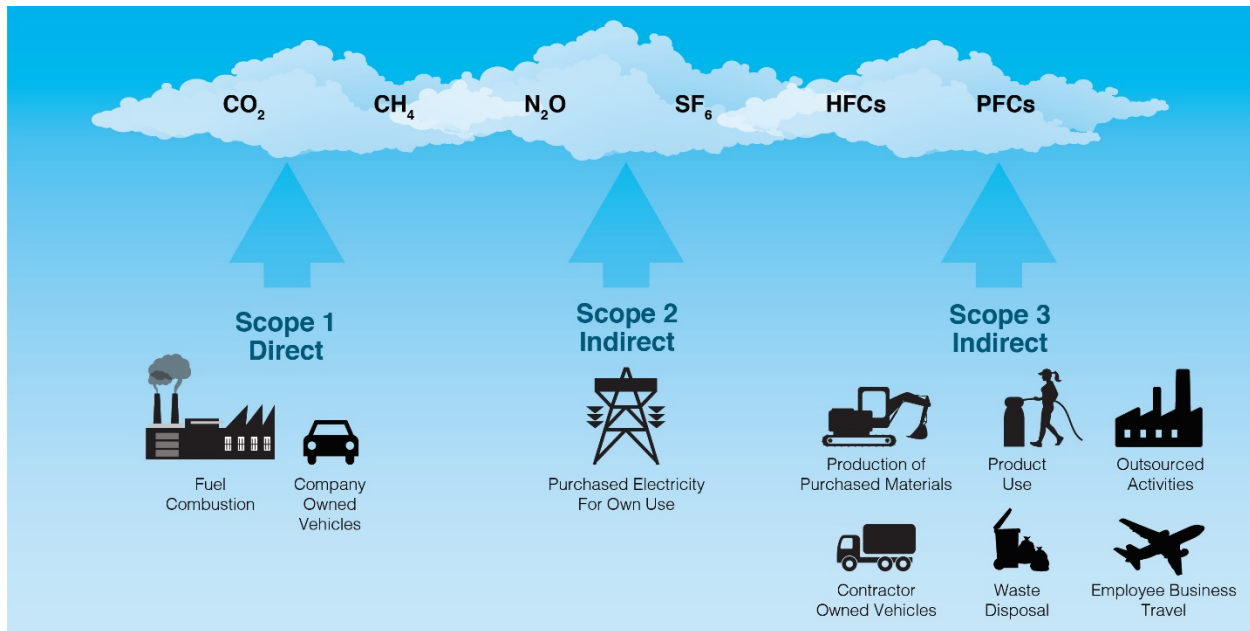 CO₂ CH₄ N₂O SF₆ HFCs PFCs
Scope 1
Direct
Scope 2
Indirect
Scope 3
Indirect
Fuel
Combustion
Company
Owned
Vehicles
Purchased Electricity
For Own Use
Production of
Purchased Materials
Product
Use
Outsourced
Activities
Contractor
Owned Vehicles
Waste
Disposal
Employee Business
Travel